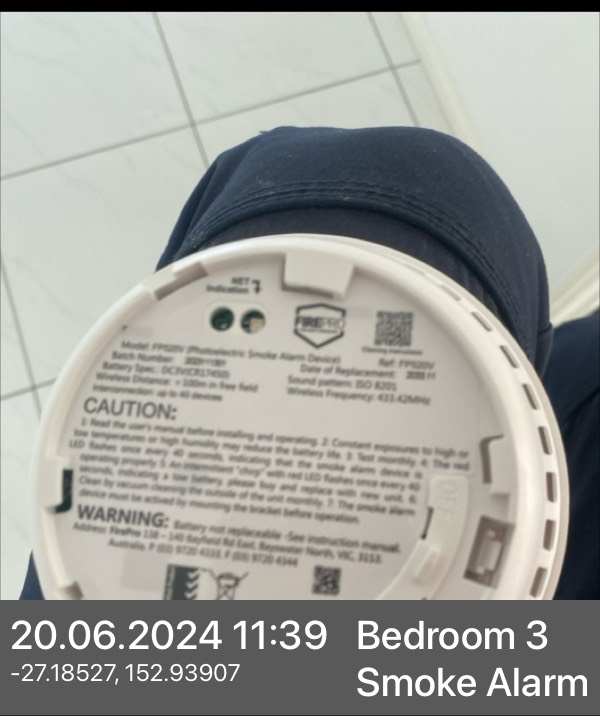 NET
Indication
FIREPRO
Cleaning instructions
Model: FPS20V (Photoelectric Smoke Alarm Device)
Ref: FPS20V
Batch Number:
Date of Replacement:
Battery Spec.: DC3V(CR17450)
Sound pattern: ISO 8201
Wireless Distance: > 100m in free field
Wireless Frequency: 433.42MHz
Interconnection: up to 40 devices
CAUTION:
1: Read the user's manual before installing and operating. 2: Constant exposures to high or
low temperatures or high humidity may reduce the battery life. 3: Test monthly. 4: The red
LED flashes once every 40 seconds, indicating that the smoke alarm device is
operating properly. 5: An intermittent "chirp" with red LED flashes once every 40
seconds, indicating a low battery, please buy and replace with new unit. 6:
Clean by vacuum cleaning the outside of the unit monthly. 7: The smoke alarm
device must be actived by mounting the bracket before operation.
WARNING: Battery not replaceable -See instruction manual.
Address: FirePro 138 – 140 Bayfield Rd East, Bayswater North, VIC, 3153.
Australia. P (03) 9720 4333. F (03) 9720 4344
20.06.2024 11:39
-27.18527, 152.93907
Bedroom 3
Smoke Alarm